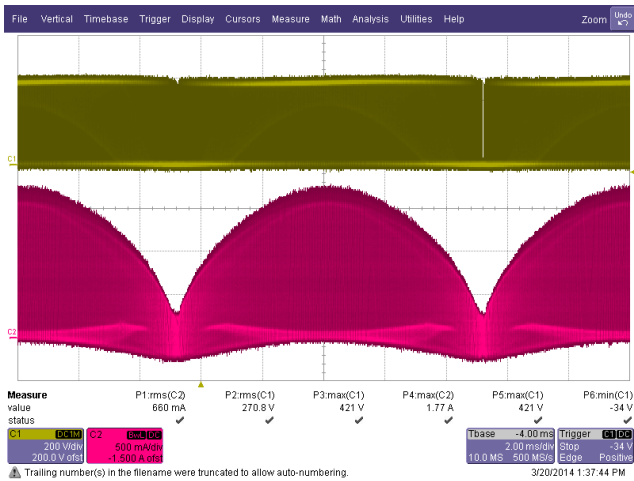 File Vertical Timebase Trigger Display Cursors Measure Math Analysis Utilities Help Zoom Undo
C1
C2
Measure P1:rms(C2) P2:rms(C1) P3:max(C1) P4:max(C2) P5:max(C1) P6:min(C1)
value 660 mA 270.8 V 421 V 1.77 A 421 V -34 V
status
C1 DC1M C2 BwL DC Tbase -4.00 ms Trigger C1 DC
200 V/div 500 mA/div 2.00 ms/div Stop -34 V
200.0 V ofst -1.500 A ofst 10.0 MS 500 MS/s Edge Positive
Trailing number(s) in the filename were truncated to allow auto-numbering. 3/20/2014 1:37:44 PM